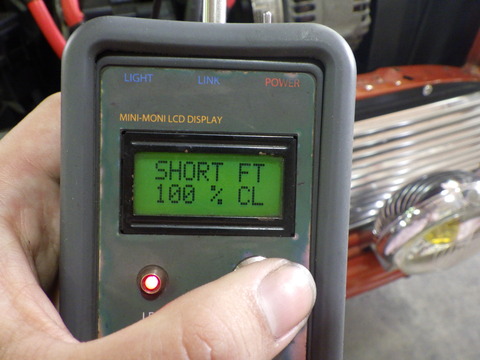 LIGHT LINK POWER
MINI-MONI LCD DISPLAY
SHORT FT
100 % CL